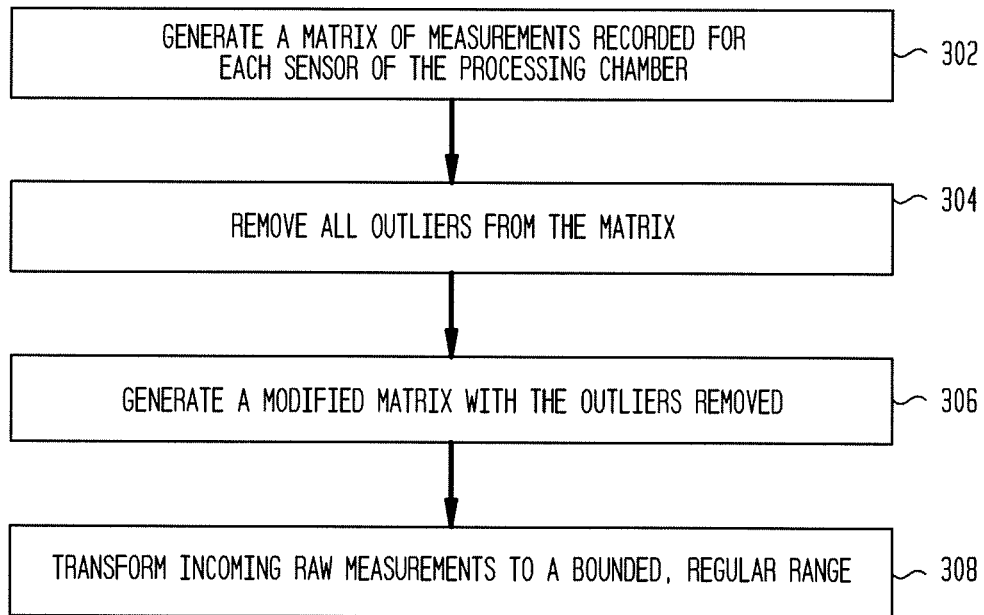 GENERATE A MATRIX OF MEASUREMENTS RECORDED FOR
EACH SENSOR OF THE PROCESSING CHAMBER
302
304
REMOVE ALL OUTLIERS FROM THE MATRIX
GENERATE A MODIFIED MATRIX WITH THE OUTLIERS REMOVED
306
TRANSFORM INCOMING RAW MEASUREMENTS TO A BOUNDED, REGULAR RANGE
308